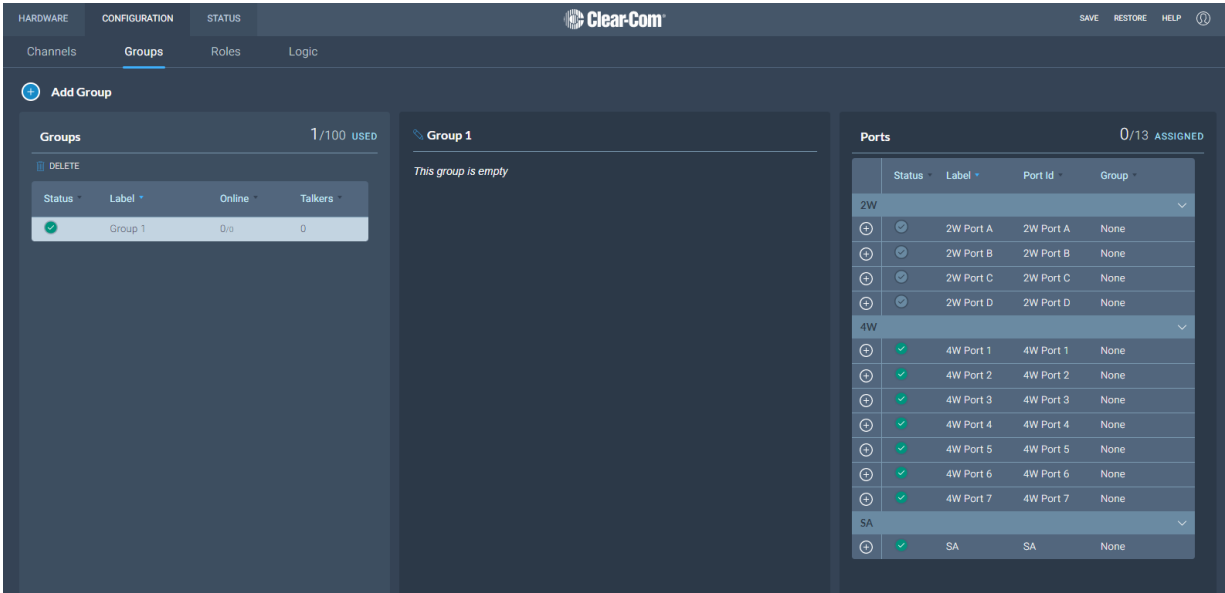 HARDWARE CONFIGURATION STATUS Clear-Com® SAVE RESTORE HELP
Channels Groups Roles Logic
Add Group
Groups 1/100 USED
DELETE
Status Label Online Talkers
Group 1 0/0 0
Group 1
This group is empty
Ports 0/13 ASSIGNED
Status Label Port Id Group
2W
2W Port A 2W Port A None
2W Port B 2W Port B None
2W Port C 2W Port C None
2W Port D 2W Port D None
4W
4W Port 1 4W Port 1 None
4W Port 2 4W Port 2 None
4W Port 3 4W Port 3 None
4W Port 4 4W Port 4 None
4W Port 5 4W Port 5 None
4W Port 6 4W Port 6 None
4W Port 7 4W Port 7 None
SA
SA SA None